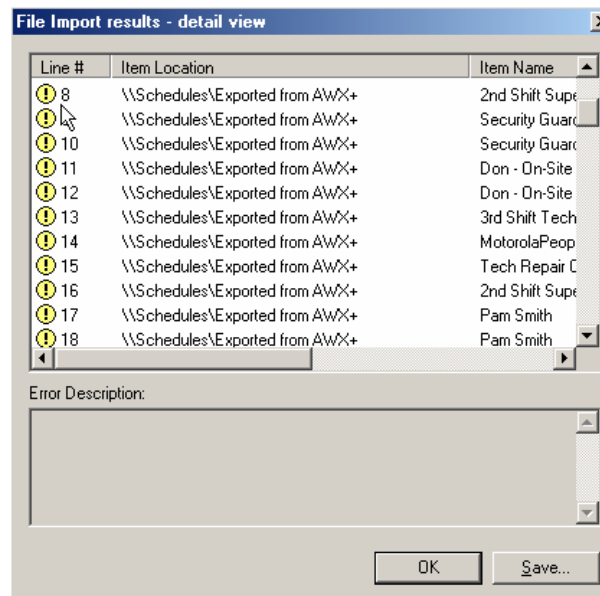 File Import results - detail view
Line # Item Location Item Name
8 \\Schedules\Exported from AWX+ 2nd Shift Supe
\\Schedules\Exported from AWX+ Security Guard
10 \\Schedules\Exported from AWX+ Security Guard
11 \\Schedules\Exported from AWX+ Don - On-Site
12 \\Schedules\Exported from AWX+ Don - On-Site
13 \\Schedules\Exported from AWX+ 3rd Shift Tech
14 \\Schedules\Exported from AWX+ MotorolaPeop
15 \\Schedules\Exported from AWX+ Tech Repair
16 \\Schedules\Exported from AWX+ 2nd Shift Supe
17 \\Schedules\Exported from AWX+ Pam Smith
18 \\Schedules\Exported from AWX+ Pam Smith
Error Description:
OK Save...